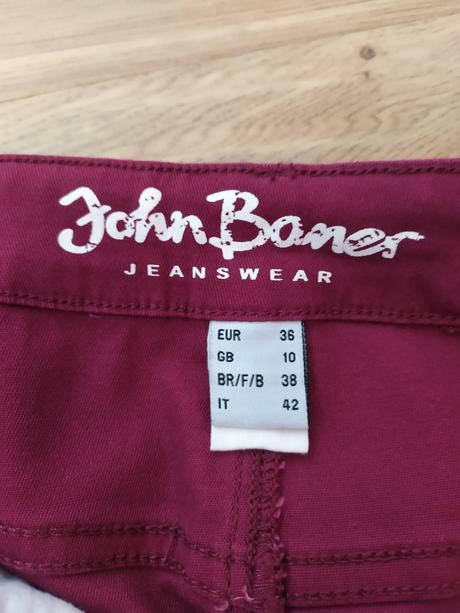 John Baner
JEANSWEAR
EUR 36
GB 10
BR/F/B 38
IT 42